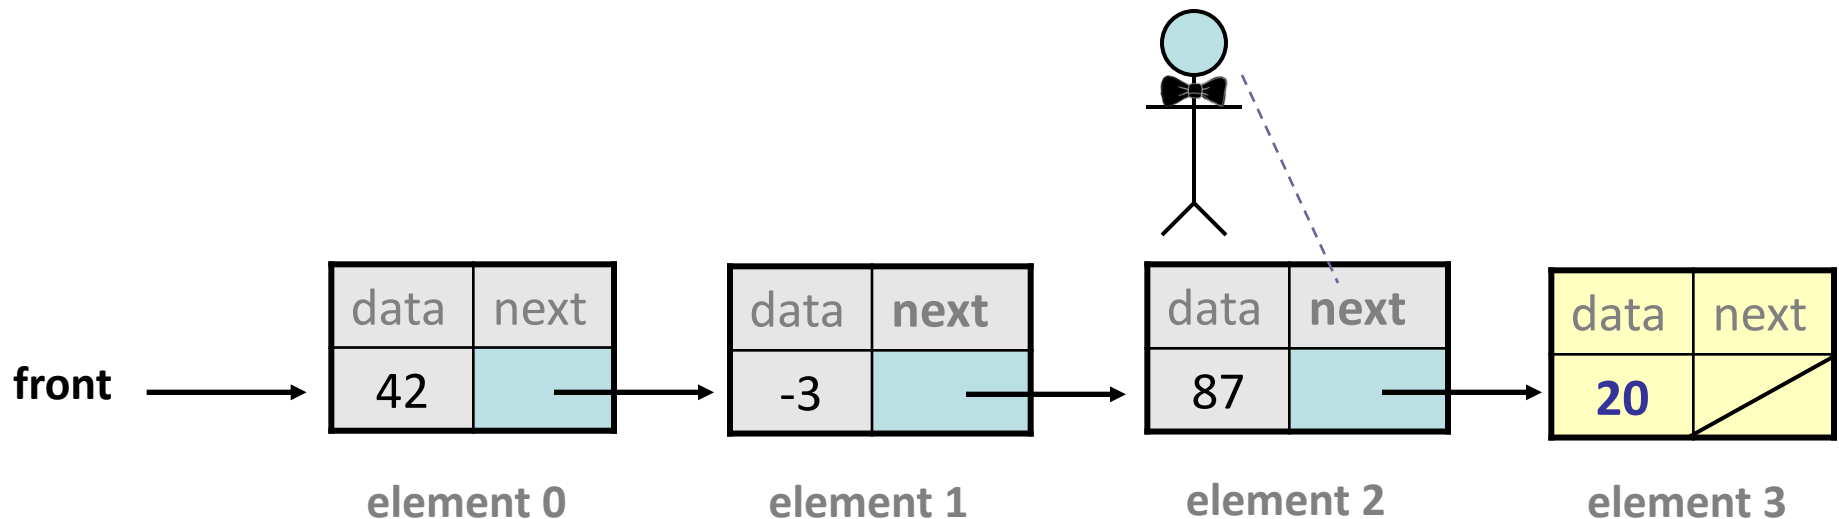 data next data next data next data next
front 42 -3 87 20
element 0 element 1 element 2 element 3